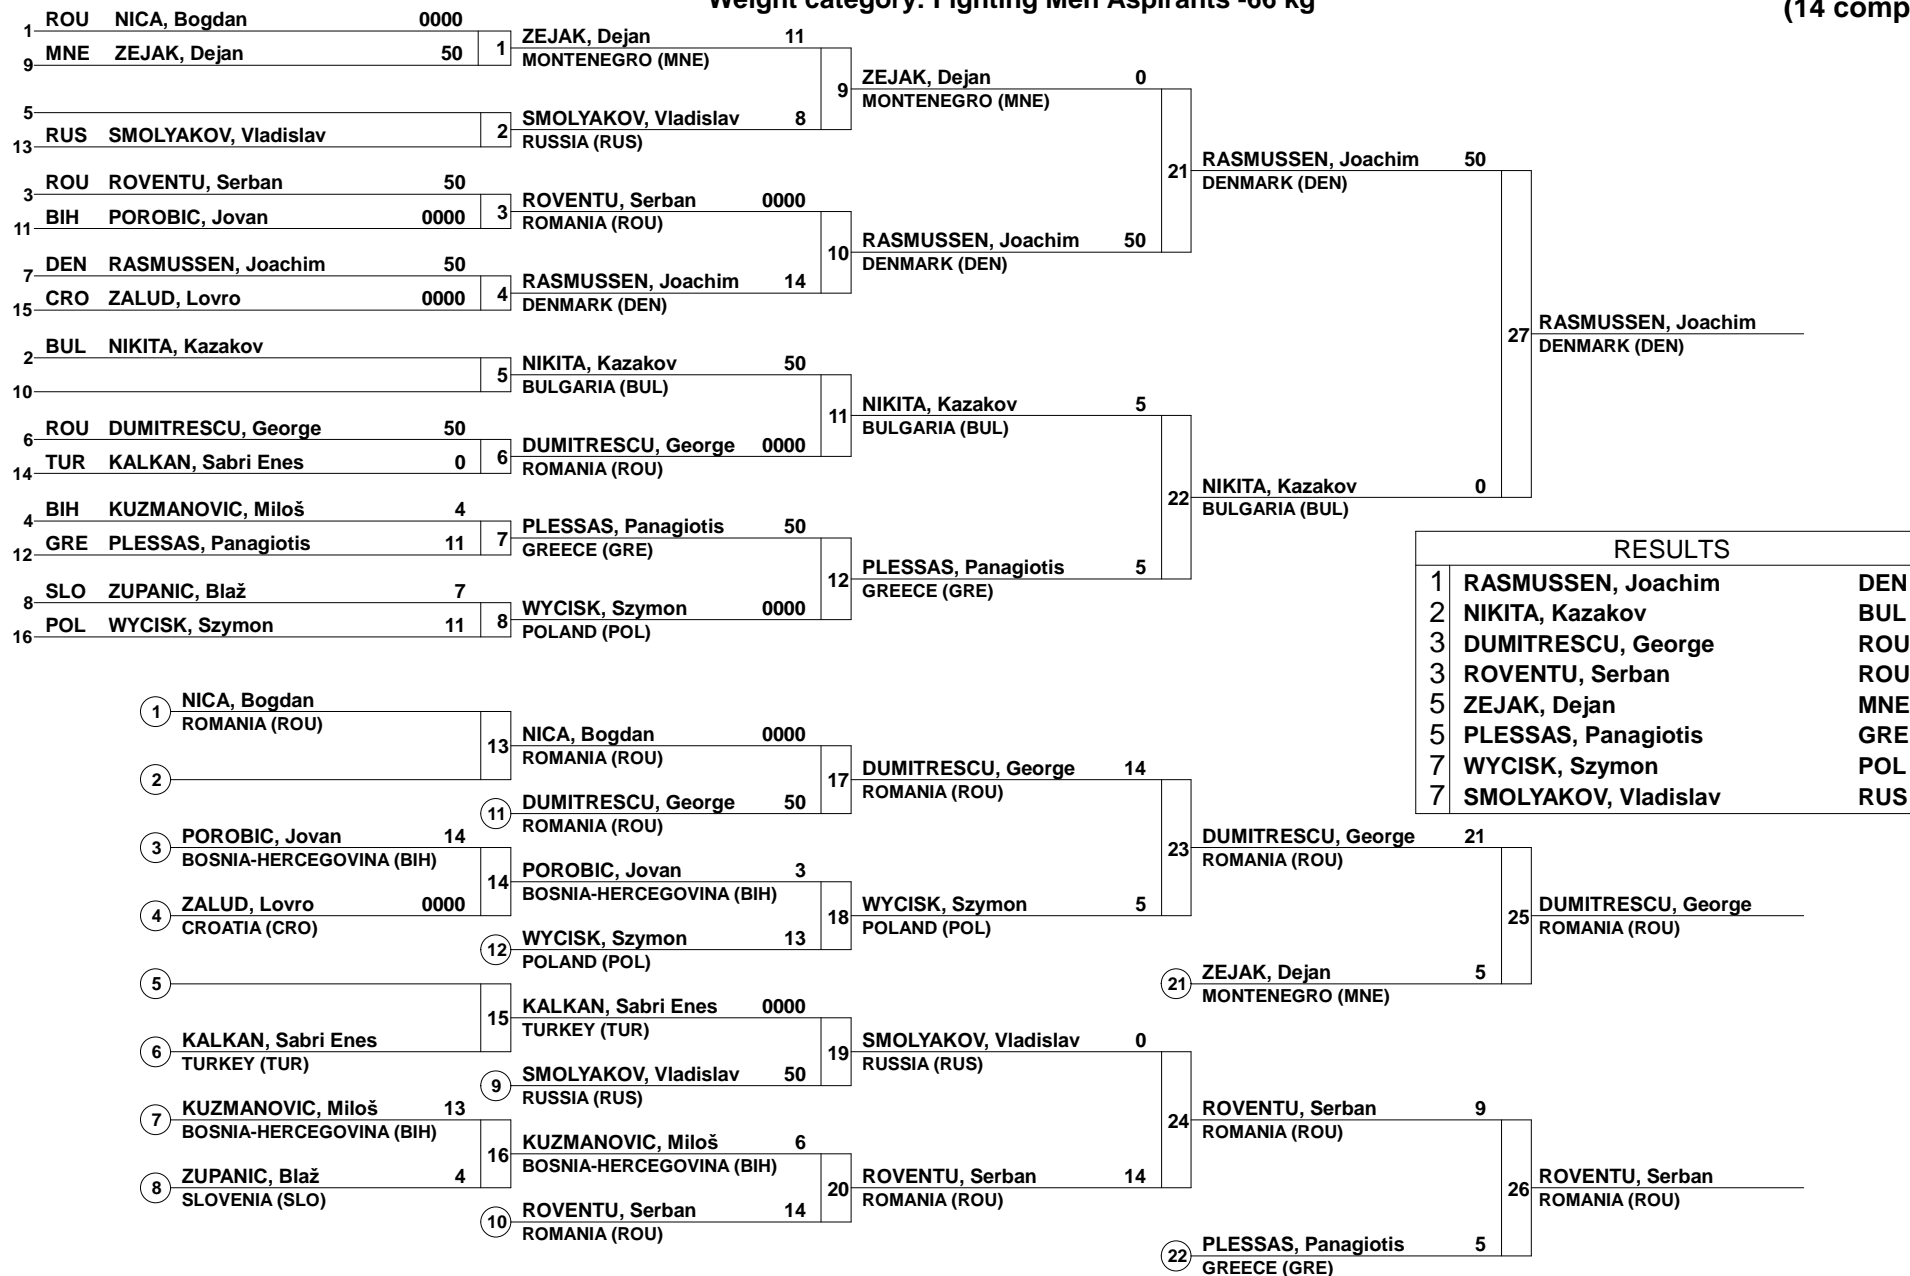 Weight category: Fighting Men Aspirants -66 kg
(14 comp
1 ROU NICA, Bogdan 0000
9 MNE ZEJAK, Dejan 50
1
ZEJAK, Dejan 11
MONTENEGRO (MNE)
5
13 RUS SMOLYAKOV, Vladislav
2
SMOLYAKOV, Vladislav 8
RUSSIA (RUS)
9
ZEJAK, Dejan 0
MONTENEGRO (MNE)
3 ROU ROVENTU, Serban 50
11 BIH POROBIC, Jovan 0000
3
ROVENTU, Serban 0000
ROMANIA (ROU)
7 DEN RASMUSSEN, Joachim 50
15 CRO ZALUD, Lovro 0000
4
RASMUSSEN, Joachim 14
DENMARK (DEN)
10
RASMUSSEN, Joachim 50
DENMARK (DEN)
21
RASMUSSEN, Joachim 50
DENMARK (DEN)
2 BUL NIKITA, Kazakov
10
5
NIKITA, Kazakov 50
BULGARIA (BUL)
6 ROU DUMITRESCU, George 50
14 TUR KALKAN, Sabri Enes 0
6
DUMITRESCU, George 0000
ROMANIA (ROU)
11
NIKITA, Kazakov 5
BULGARIA (BUL)
4 BIH KUZMANOVIC, Miloš 4
12 GRE PLESSAS, Panagiotis 11
7
PLESSAS, Panagiotis 50
GREECE (GRE)
8 SLO ZUPANIC, Blaž 7
16 POL WYCISK, Szymon 11
8
WYCISK, Szymon 0000
POLAND (POL)
12
PLESSAS, Panagiotis 5
GREECE (GRE)
22
NIKITA, Kazakov 0
BULGARIA (BUL)
27
RASMUSSEN, Joachim
DENMARK (DEN)
RESULTS
1 RASMUSSEN, Joachim DEN
2 NIKITA, Kazakov BUL
3 DUMITRESCU, George ROU
3 ROVENTU, Serban ROU
5 ZEJAK, Dejan MNE
5 PLESSAS, Panagiotis GRE
7 WYCISK, Szymon POL
7 SMOLYAKOV, Vladislav RUS
1 NICA, Bogdan
ROMANIA (ROU)
2
13
NICA, Bogdan 0000
ROMANIA (ROU)
11 DUMITRESCU, George 50
ROMANIA (ROU)
17
DUMITRESCU, George 14
ROMANIA (ROU)
3 POROBIC, Jovan 14
BOSNIA-HERCEGOVINA (BIH)
4 ZALUD, Lovro 0000
CROATIA (CRO)
14
POROBIC, Jovan 3
BOSNIA-HERCEGOVINA (BIH)
12 WYCISK, Szymon 13
POLAND (POL)
18
WYCISK, Szymon 5
POLAND (POL)
23
DUMITRESCU, George 21
ROMANIA (ROU)
21 ZEJAK, Dejan 5
MONTENEGRO (MNE)
25
DUMITRESCU, George
ROMANIA (ROU)
5
6 KALKAN, Sabri Enes
TURKEY (TUR)
15
KALKAN, Sabri Enes 0000
TURKEY (TUR)
9 SMOLYAKOV, Vladislav 50
RUSSIA (RUS)
19
SMOLYAKOV, Vladislav 0
RUSSIA (RUS)
7 KUZMANOVIC, Miloš 13
BOSNIA-HERCEGOVINA (BIH)
8 ZUPANIC, Blaž 4
SLOVENIA (SLO)
16
KUZMANOVIC, Miloš 6
BOSNIA-HERCEGOVINA (BIH)
10 ROVENTU, Serban 14
ROMANIA (ROU)
20
ROVENTU, Serban 14
ROMANIA (ROU)
24
ROVENTU, Serban 9
ROMANIA (ROU)
22 PLESSAS, Panagiotis 5
GREECE (GRE)
26
ROVENTU, Serban
ROMANIA (ROU)